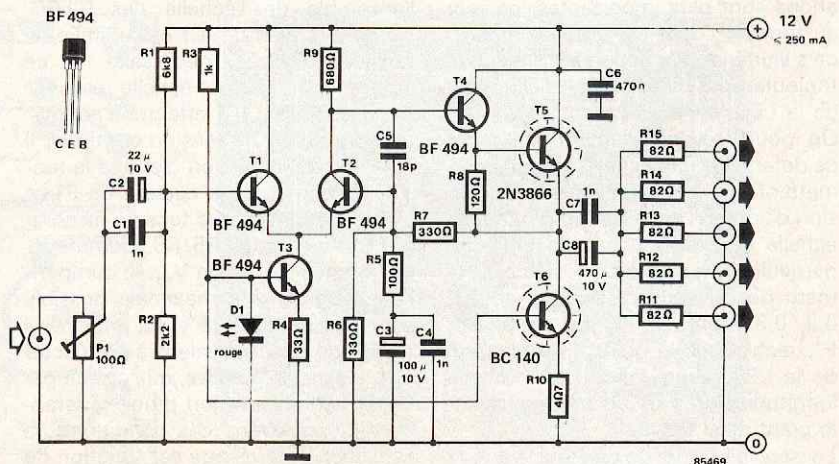 BF 494
C E B
12 V
≤ 250 mA
R1
6k8
R3
1k
R9
680Ω
T4
BF 494
C6
470n
T5
2N3866
R15
82Ω
R14
82Ω
R13
82Ω
R12
82Ω
R11
82Ω
22 µ
10 V
C2
C1
1n
T1
BF 494
T2
BF 494
C5
18p
R8
120Ω
R7
330Ω
C7
1n
C8
470 µ
10 V
BF 494
T3
R5
100Ω
T6
BC 140
P1
100Ω
R2
2k2
D1
rouge
R4
33Ω
R6
330Ω
C3
100 µ
10 V
C4
1n
R10
4Ω7
0
85469